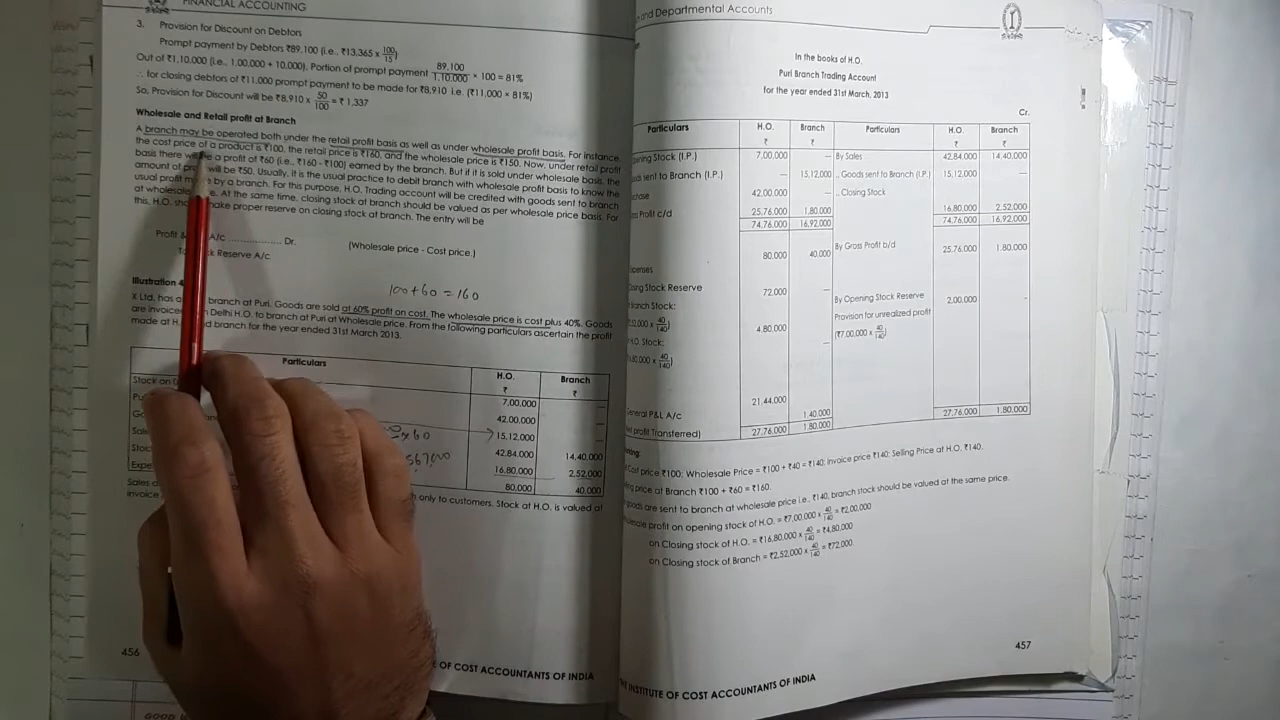 FINANCIAL ACCOUNTING
3. Provision for Discount on Debtors
Prompt payment by Debtors ₹89,100 (i.e., ₹13,365 x 100/15)
Out of ₹1,10,000 (i.e., 1,00,000 + 10,000), Portion of prompt payment 89,100/1,10,000 × 100 = 81%
∴ for closing debtors of ₹11,000 prompt payment to be made for ₹8,910 i.e. (₹11,000 × 81%)
So, Provision for Discount will be ₹8,910 x 50/100 = ₹ 1,337
Wholesale and Retail profit at Branch
A branch may be operated both under the retail profit basis as well as under wholesale profit basis. For instance,
the cost price of a product is ₹100, the retail price is ₹160, and the wholesale price is ₹150. Now, under retail profit
basis there will be a profit of ₹60 (i.e., ₹160 - ₹100) earned by the branch. But if it is sold under wholesale basis, the
amount of will be ₹50. Usually, it is the usual practice to debit branch with wholesale profit basis to know the
usual profit by a branch. For this purpose, H.O. Trading account will be credited with goods sent to branch
at wholesale At the same time, closing stock at branch should be valued as per wholesale price basis. For
this, H.O. make proper reserve on closing stock at branch. The entry will be
Profit & A/c .................. Dr.
(Wholesale price - Cost price.)
Reserve A/c
100 + 60 = 160
Illustration
X Ltd. has a branch at Puri. Goods are sold at 60% profit on cost. The wholesale price is cost plus 40%. Goods
are invoiced Delhi H.O. to branch at Puri at Wholesale price. From the following particulars ascertain the profit
made at H. branch for the year ended 31st March 2013.
Particulars H.O. Branch
₹ ₹
Stock on 7,00,000 —
42,00,000 —
15,12,000 —
42,84,000 14,40,000
16,80,000 2,52,000
80,000 40,000
x 60
Sales only to customers. Stock at H.O. is valued at
invoice
456
OF COST ACCOUNTANTS OF INDIA
and Departmental Accounts
In the books of H.O.
Puri Branch Trading Account
for the year ended 31st March, 2013
Cr.
Particulars H.O. Branch Particulars H.O. Branch
₹ ₹ ₹ ₹
Stock (I.P.) 7,00,000 — By Sales 42,84,000 14,40,000
sent to Branch (I.P.) — 15,12,000 ,, Goods sent to Branch (I.P.) 15,12,000 —
42,00,000 — ,, Closing Stock
Profit c/d 25,76,000 1,80,000 16,80,000 2,52,000
74,76,000 16,92,000 74,76,000 16,92,000
80,000 40,000 By Gross Profit b/d 25,76,000 1,80,000
Stock Reserve 72,000 — By Opening Stock Reserve 2,00,000 -
Stock: Provision for unrealized profit
40/140) 4,80,000 (₹7,00,000 x 40/140)
Stock: —
40/140)
21,44,000
General P&L A/c 1,40,000
profit Transferred) 27,76,000 1,80,000 27,76,000 1,80,000
Cost price ₹100; Wholesale Price = ₹100 + ₹40 = ₹140; Invoice price ₹140; Selling Price at H.O. ₹140.
price at Branch ₹100 + ₹60 = ₹160.
goods are sent to branch at wholesale price i.e., ₹140, branch stock should be valued at the same price.
profit on opening stock of H.O. = ₹7,00,000 x 40/140 = ₹2,00,000
on Closing stock of H.O. = ₹16,80,000 x 40/140 = ₹4,80,000
on Closing stock of Branch = ₹2,52,000 x 40/140 = ₹72,000
457
INSTITUTE OF COST ACCOUNTANTS OF INDIA